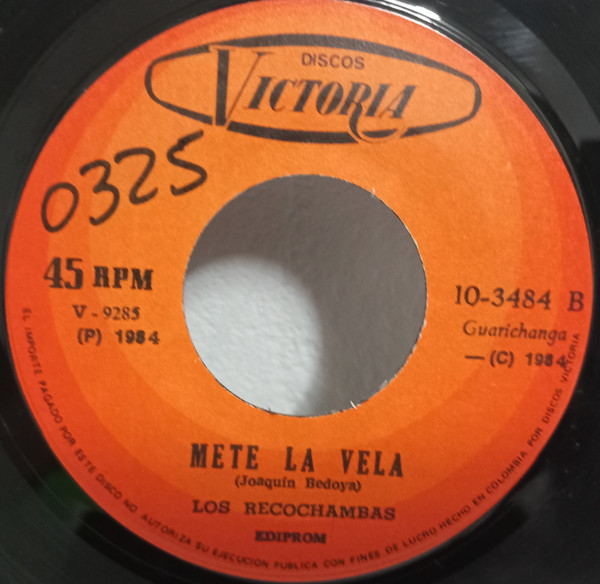 DISCOS
VICTORIA
0325
45 RPM
V - 9285
(P) 1984
10-3484 B
Guarichanga
—(C) 1984
METE LA VELA
(Joaquín Bedoya)
LOS RECOCHAMBAS
EDIPROM
EL IMPORTE PAGADO POR ESTE DISCO NO AUTORIZA SU EJECUCION PUBLICA CON FINES DE LUCRO HECHO EN COLOMBIA POR DISCOS VICTORIA